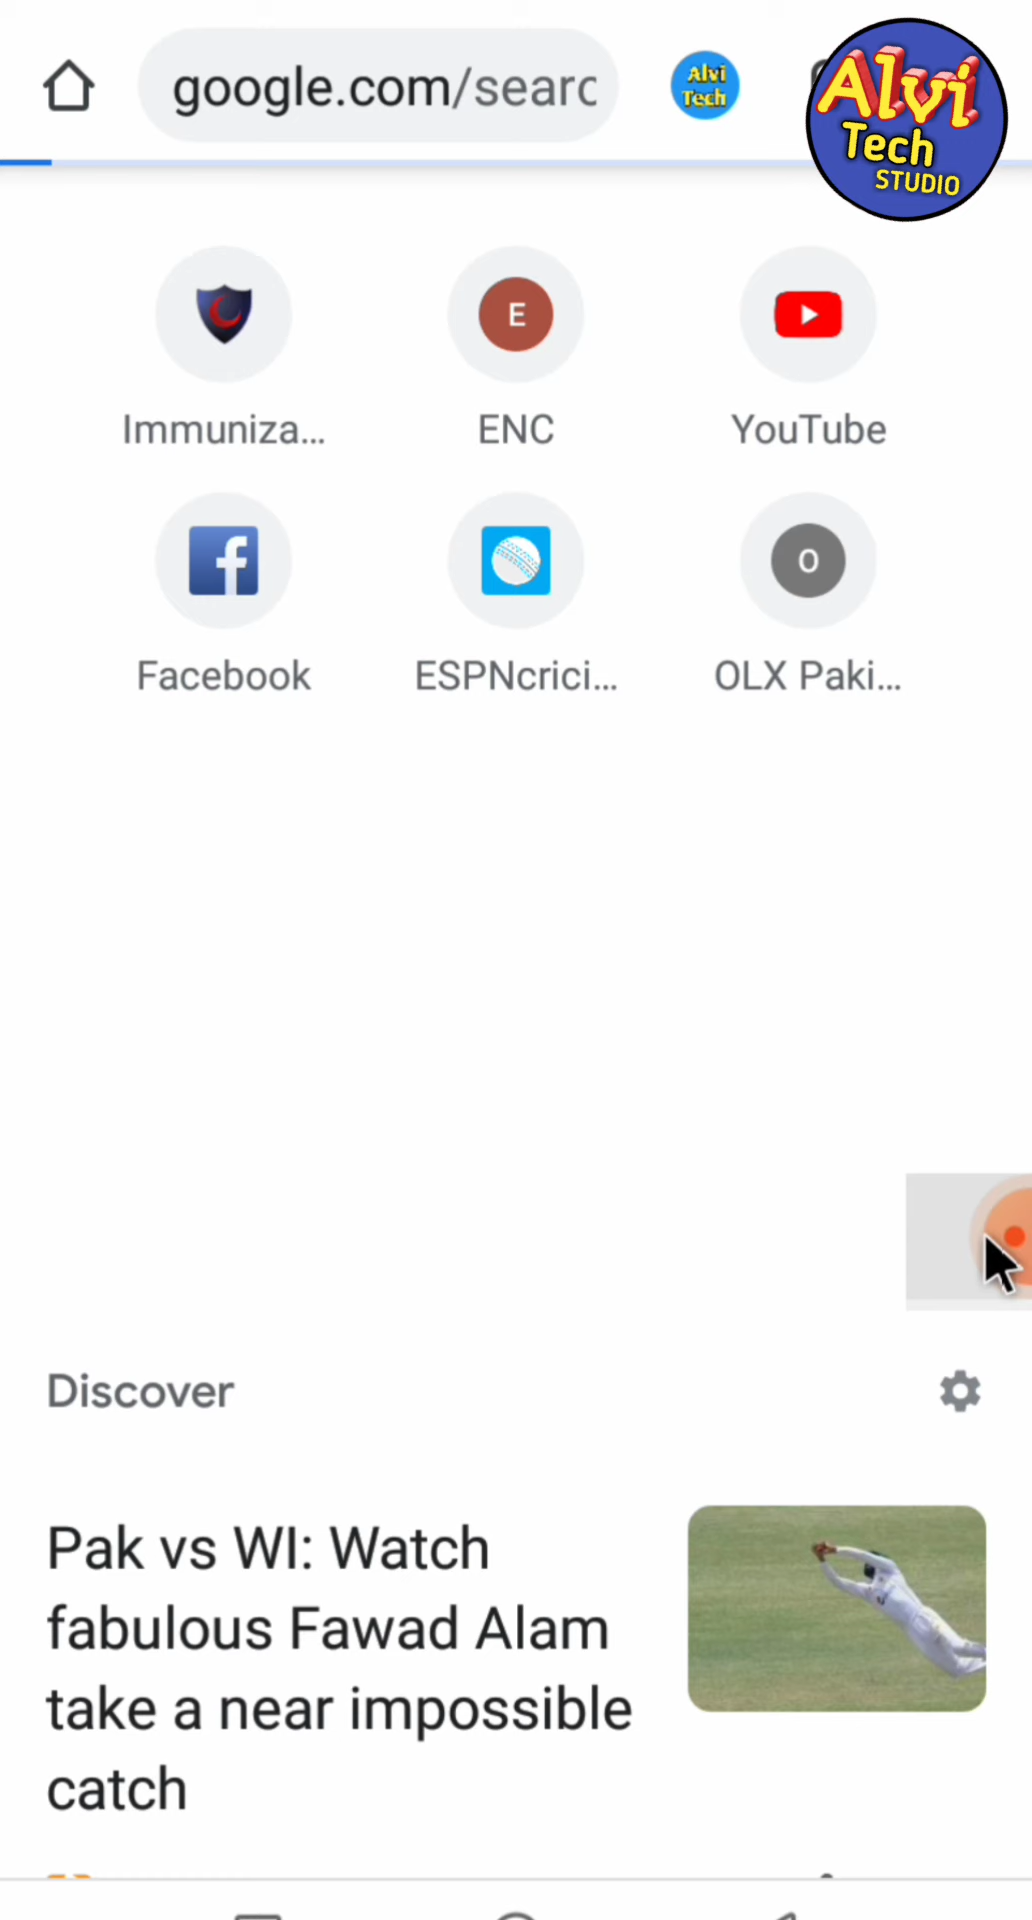 google.com/searc
Alvi
Tech
Alvi
Tech
STUDIO
E
Immuniza...
ENC
YouTube
f
O
Facebook
ESPNcrici...
OLX Paki...
Discover
Pak vs WI: Watch
fabulous Fawad Alam
take a near impossible
catch